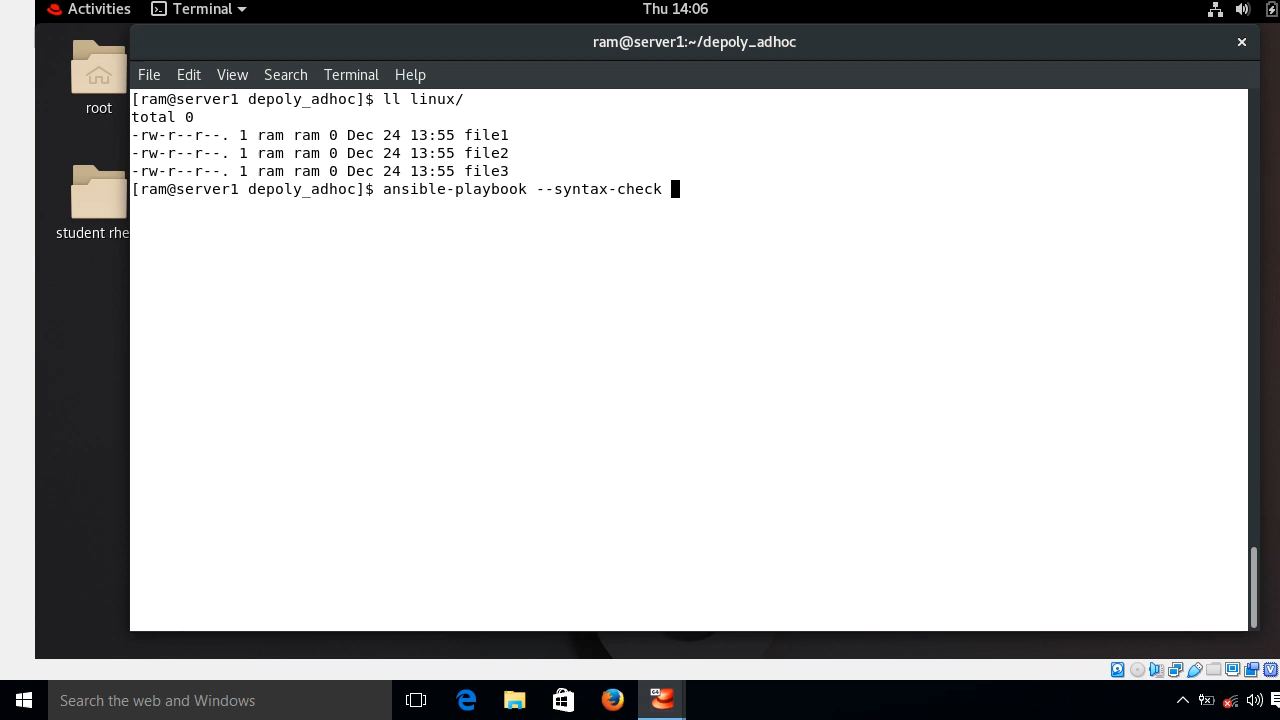 Activities Terminal Thu 14:06
ram@server1:~/depoly_adhoc ×
File Edit View Search Terminal Help
root
student rhe
[ram@server1 depoly_adhoc]$ ll linux/
total 0
-rw-r--r--. 1 ram ram 0 Dec 24 13:55 file1
-rw-r--r--. 1 ram ram 0 Dec 24 13:55 file2
-rw-r--r--. 1 ram ram 0 Dec 24 13:55 file3
[ram@server1 depoly_adhoc]$ ansible-playbook --syntax-check
Search the web and Windows